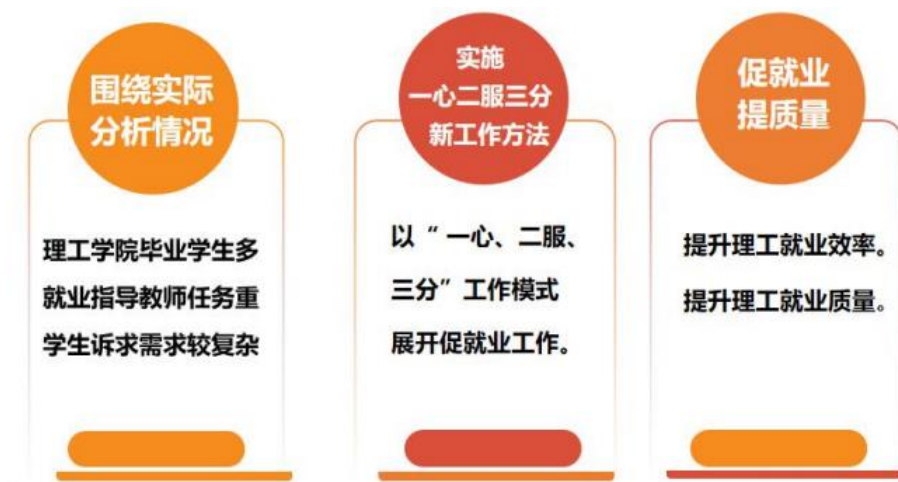 围绕实际
分析情况
理工学院毕业学生多
就业指导教师任务重
学生诉求需求较复杂
实施
一心二服三分
新工作方法
以“一心、二服、
三分”工作模式
展开促就业工作。
促就业
提质量
提升理工就业效率。
提升理工就业质量。